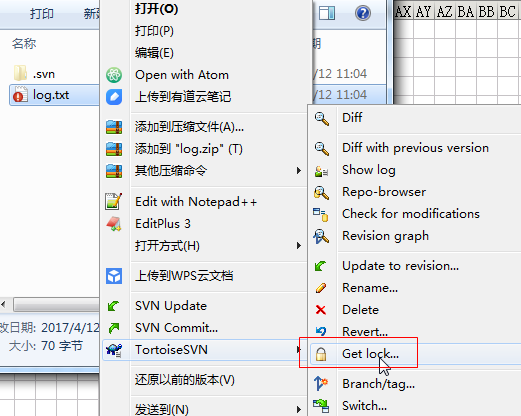 打印
AX AY AZ BA BB BC
名称
期
.svn
/12 11:04
log.txt
/12 11:04
改日期: 2017/4/12
大小: 70 字节
打开(O)
打印(P)
编辑(E)
Open with Atom
上传到有道云笔记
添加到压缩文件(A)...
添加到 "log.zip" (T)
其他压缩命令
Edit with Notepad++
EditPlus 3
打开方式(H)
上传到WPS云文档
SVN Update
SVN Commit...
TortoiseSVN
还原以前的版本(V)
发送到(N)
Diff
Diff with previous version
Show log
Repo-browser
Check for modifications
Revision graph
Update to revision...
Rename...
Delete
Revert...
Get lock...
Branch/tag...
Switch...